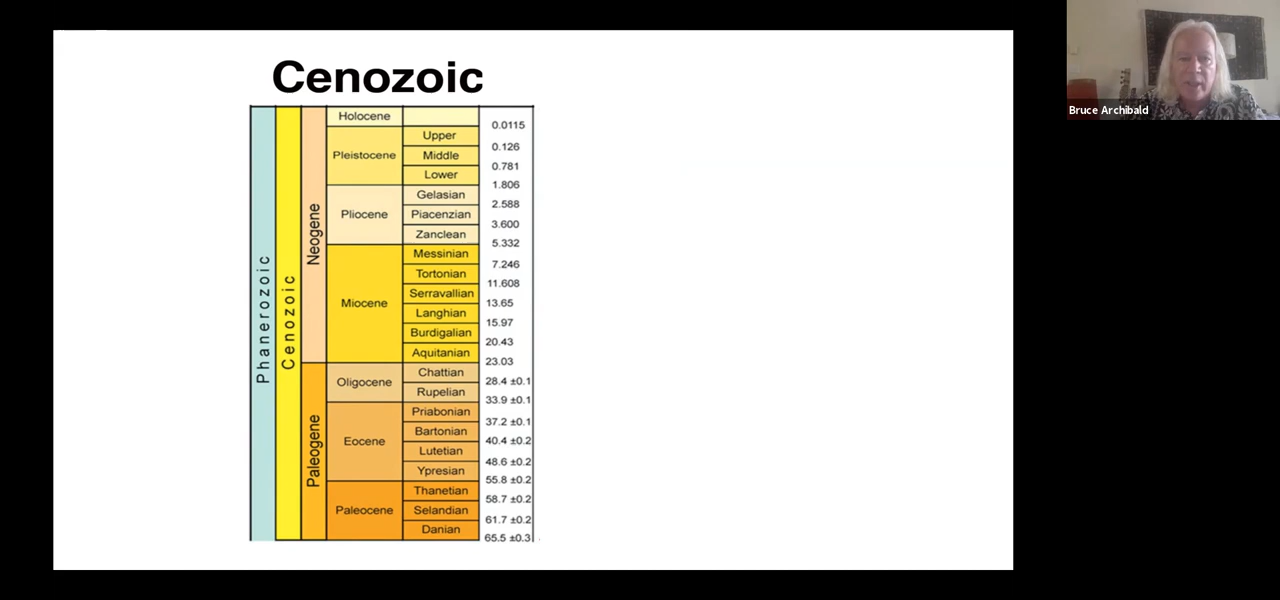 Cenozoic
Phanerozoic
Cenozoic
Neogene
Paleogene
Holocene
0.0115
Pleistocene
Upper
0.126
Middle
0.781
Lower
1.806
Pliocene
Gelasian
2.588
Piacenzian
3.600
Zanclean
5.332
Miocene
Messinian
7.246
Tortonian
11.608
Serravallian
13.65
Langhian
15.97
Burdigalian
20.43
Aquitanian
23.03
Oligocene
Chattian
28.4 ±0.1
Rupelian
33.9 ±0.1
Eocene
Priabonian
37.2 ±0.1
Bartonian
40.4 ±0.2
Lutetian
48.6 ±0.2
Ypresian
55.8 ±0.2
Paleocene
Thanetian
58.7 ±0.2
Selandian
61.7 ±0.2
Danian
65.5 ±0.3
Bruce Archibald